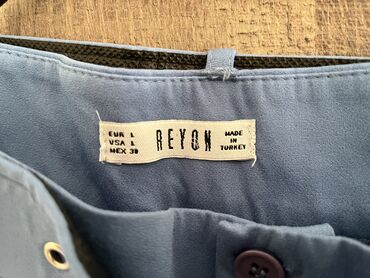 EUR L
USA L
MEX 30
REYON
MADE
IN
TURKEY